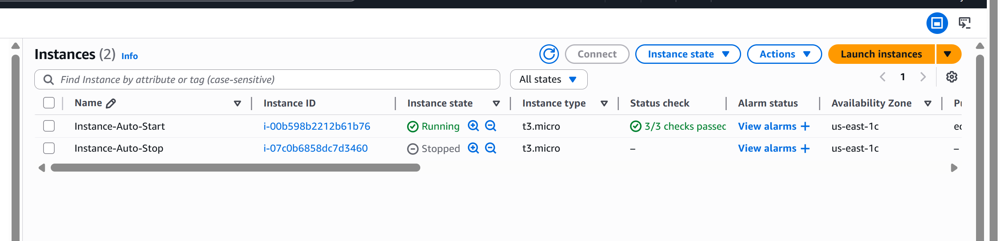 Instances (2) Info Connect Instance state Actions Launch instances
Find Instance by attribute or tag (case-sensitive) All states 1
Name Instance ID Instance state Instance type Status check Alarm status Availability Zone
Instance-Auto-Start i-00b598b2212b61b76 Running t3.micro 3/3 checks passed View alarms + us-east-1c
Instance-Auto-Stop i-07c0b6858dc7d3460 Stopped t3.micro – View alarms + us-east-1c –